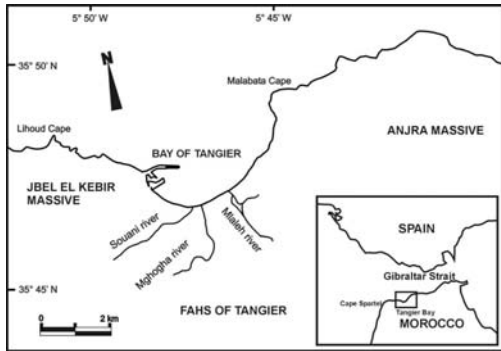 5° 50' W
5° 45' W
35° 50' N
N
Malabata Cape
Lihoud Cape
ANJRA MASSIVE
BAY OF TANGIER
JBEL EL KEBIR
MASSIVE
Souani river
Mghogha river
Mlaleh river
35° 45' N
FAHS OF TANGIER
0 2 km
SPAIN
Gibraltar Strait
Cape Spartel
Tangier Bay
MOROCCO